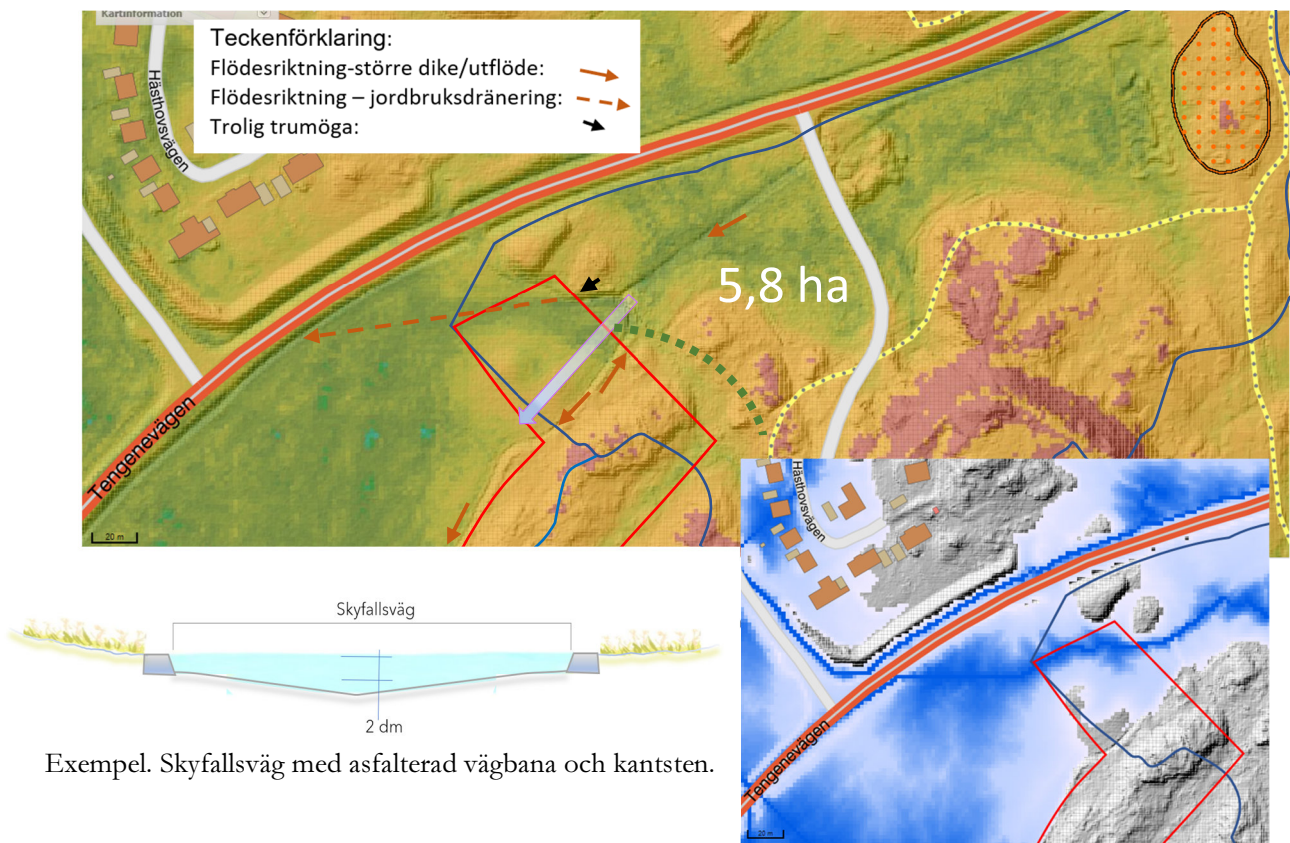 Kartinformation
Teckenförklaring:
Flödesriktning-större dike/utflöde:
Flödesriktning – jordbruksdränering:
Trolig trumöga:
Hästhovsvägen
5,8 ha
Tengenevägen
20 m
Hästhovsvägen
Tengenevägen
20 m
Skyfallsväg
2 dm
Exempel. Skyfallsväg med asfalterad vägbana och kantsten.